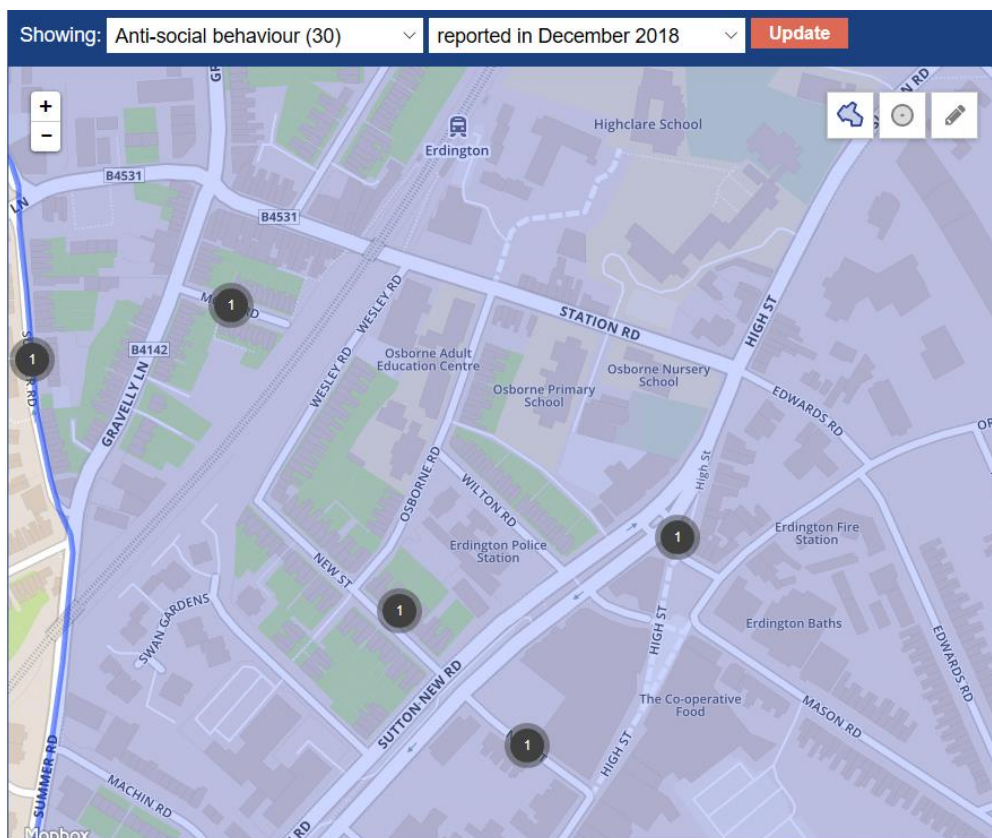 Showing: Anti-social behaviour (30) reported in December 2018 Update
+
−
Highclare School
Erdington
B4531
LN
B4531
WESLEY RD
1
STATION RD
HIGH ST
1
B4142
Osborne Adult
Education Centre
WESLEY RD
Osborne Nursery
School
Osborne Primary
School
EDWARDS RD
GRAVELLY LN
OSBORNE RD
High St
WILTON RD
Erdington Police
Station
1
Erdington Fire
Station
NEW ST
1
SWAN GARDENS
HIGH ST
Erdington Baths
EDWARDS RD
SUTTON NEW RD
The Co-operative
Food
MASON RD
1
HIGH ST
SUMMER RD
MACHIN RD
RD
Mapbox